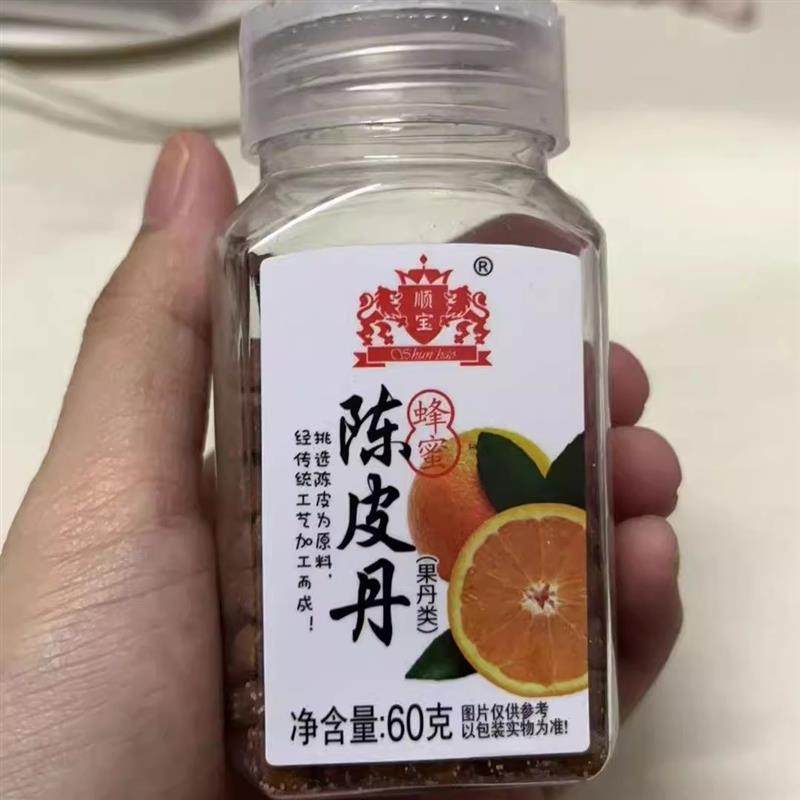 ®
顺宝
Shun bao
蜂蜜
陈皮丹
(果丹类)
挑选陈皮为原料，
经传统工艺加工而成！
净含量:60克
图片仅供参考
以包装实物为准!